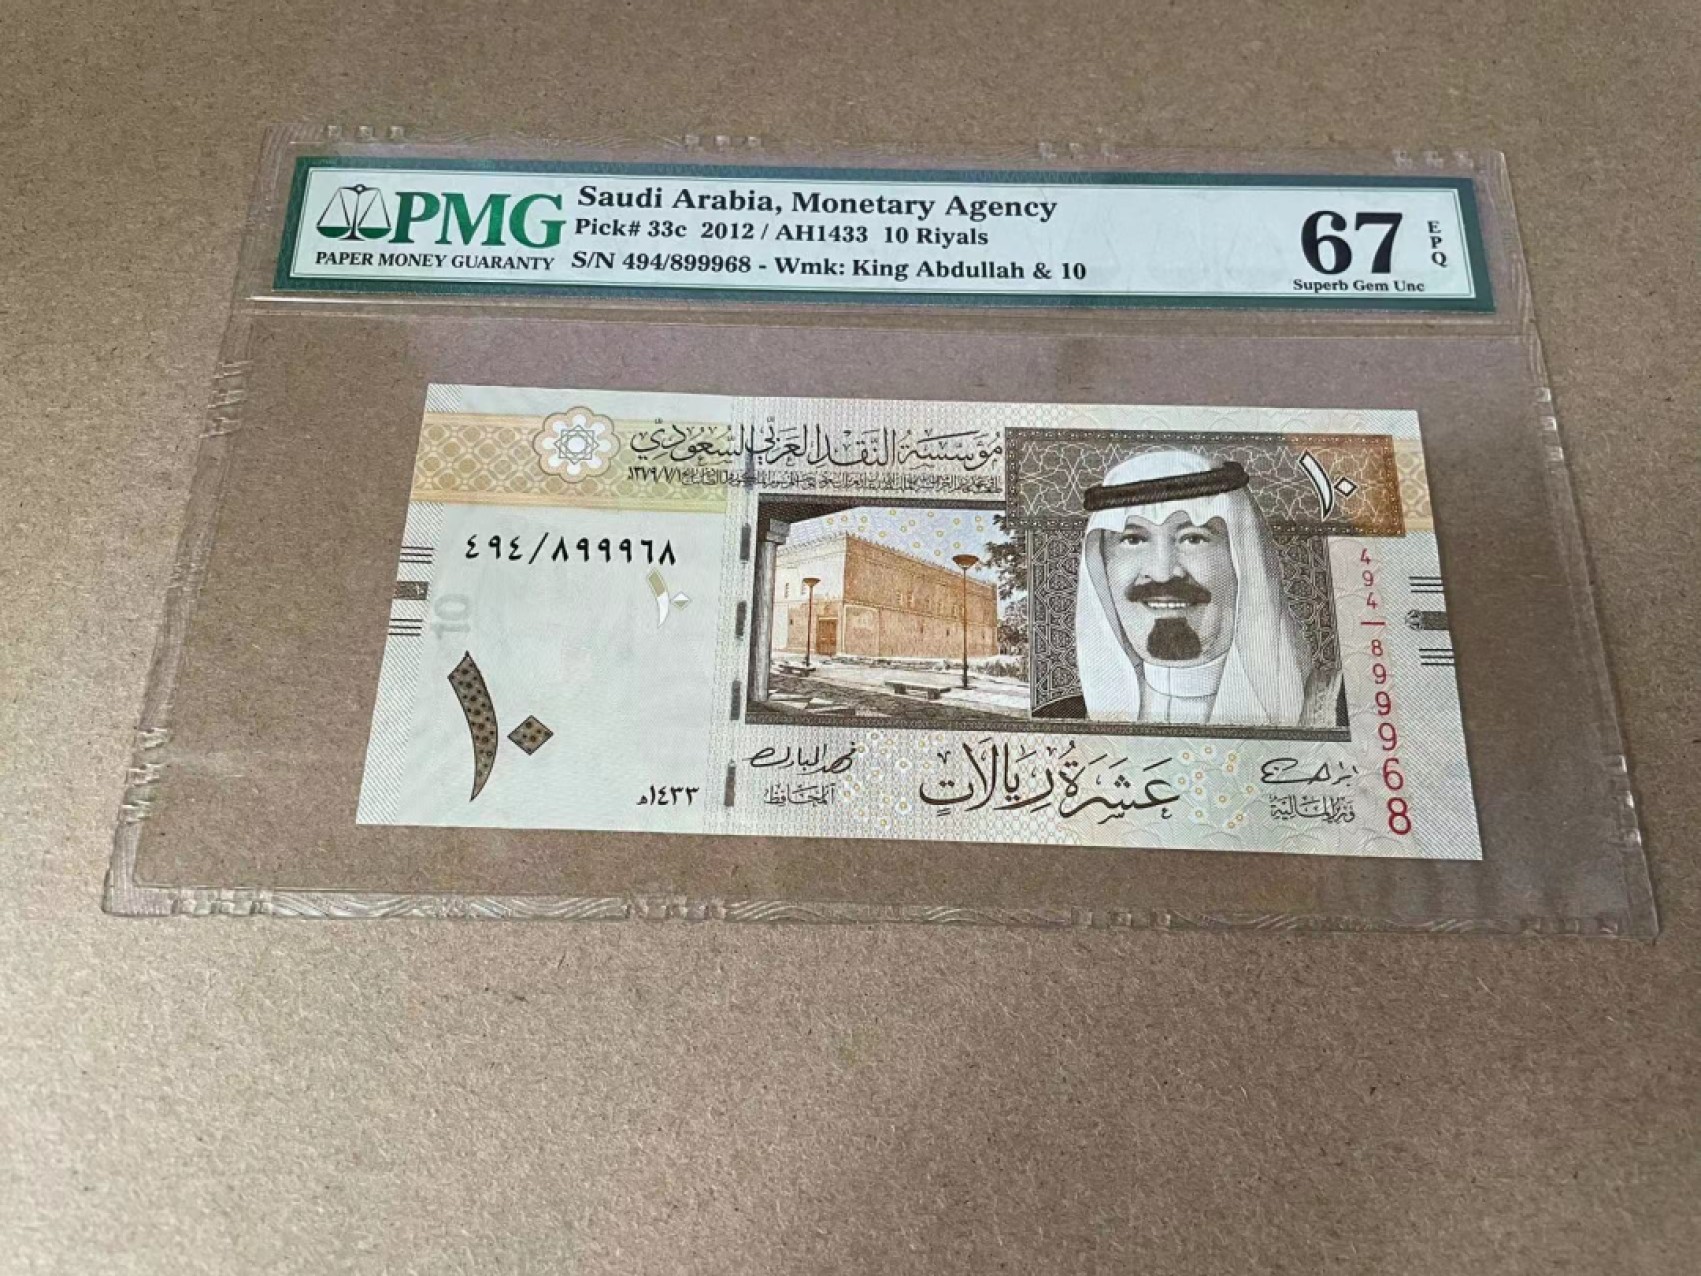 PMG
PAPER MONEY GUARANTY
Saudi Arabia, Monetary Agency
Pick# 33c 2012 / AH1433 10 Riyals
S/N 494/899968 - Wmk: King Abdullah & 10
67
EPQ
Superb Gem Unc
مؤسسة النقد العربي السعودي
١٠
٤٩٤/٨٩٩٩٦٨
١٠
10
494-899968
١٠
المحافظ
عشرة ريالات
وزير المالية
١٤٣٣هـ